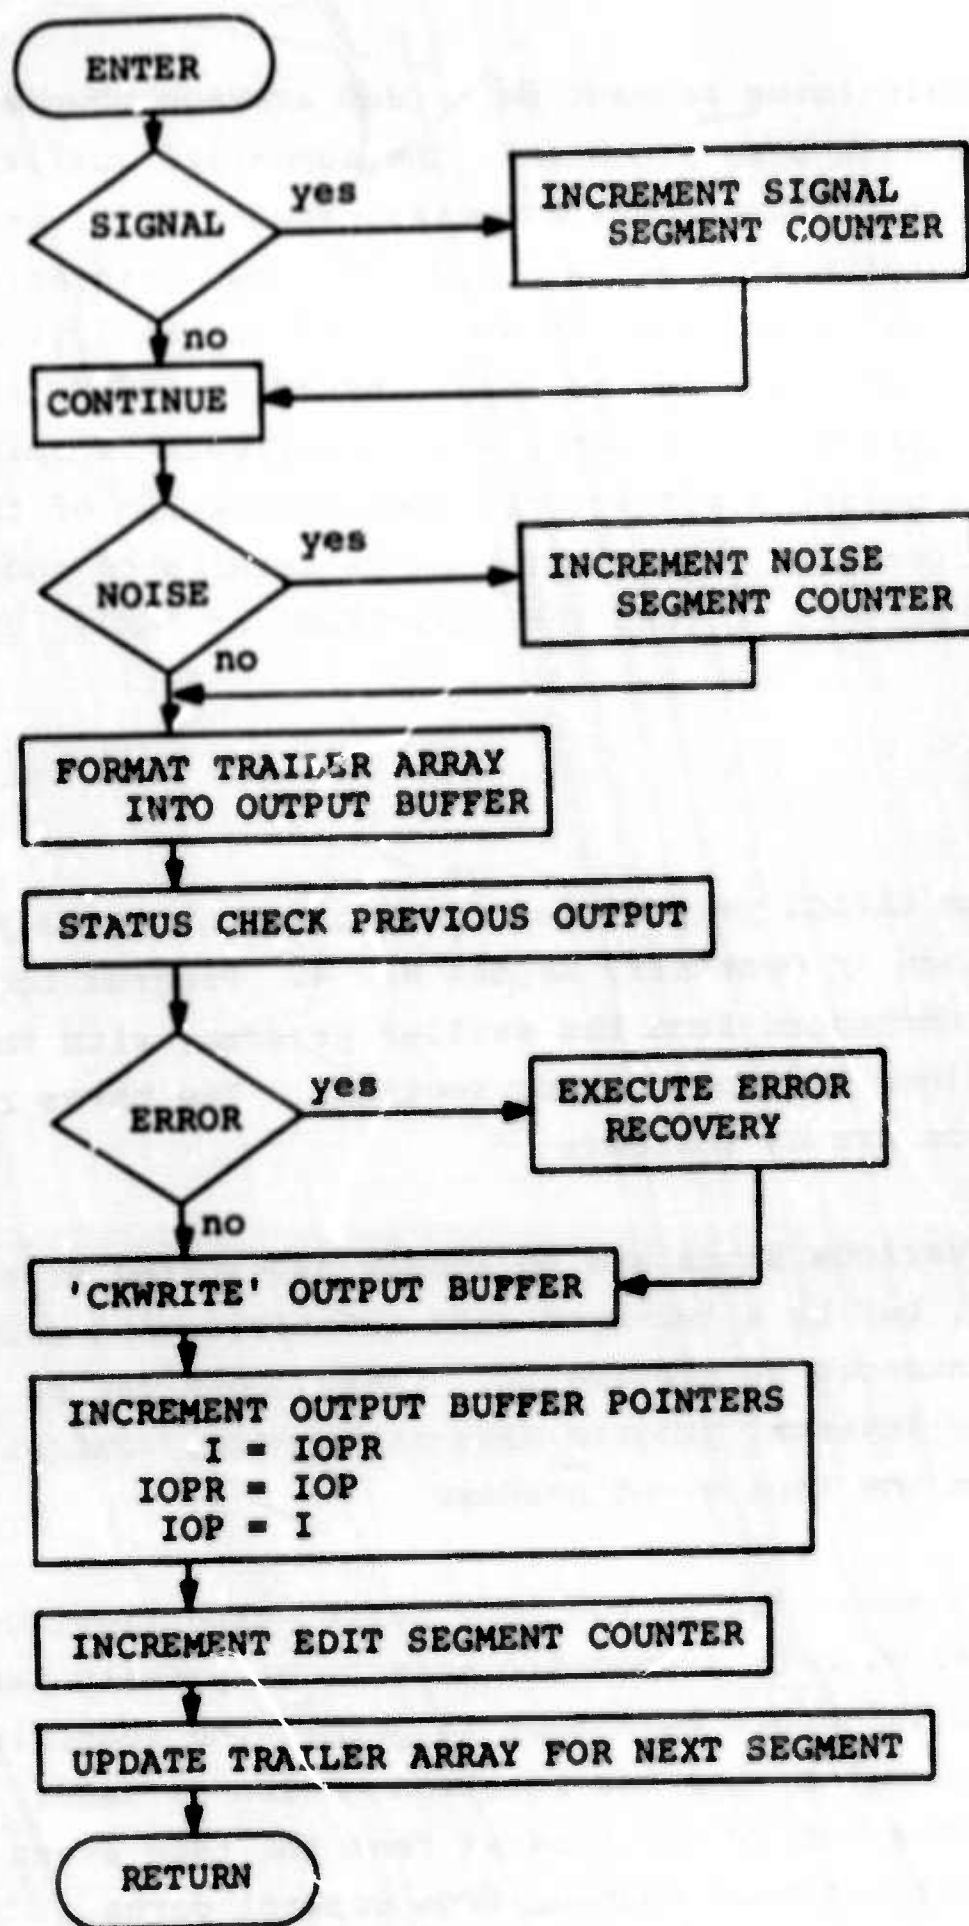 ENTER
SIGNAL
yes
INCREMENT SIGNAL
SEGMENT COUNTER
no
CONTINUE
NOISE
yes
INCREMENT NOISE
SEGMENT COUNTER
no
FORMAT TRAILER ARRAY
INTO OUTPUT BUFFER
STATUS CHECK PREVIOUS OUTPUT
ERROR
yes
EXECUTE ERROR
RECOVERY
no
'CKWRITE' OUTPUT BUFFER
INCREMENT OUTPUT BUFFER POINTERS
I = IOPR
IOPR = IOP
IOP = I
INCREMENT EDIT SEGMENT COUNTER
UPDATE TRAILER ARRAY FOR NEXT SEGMENT
RETURN